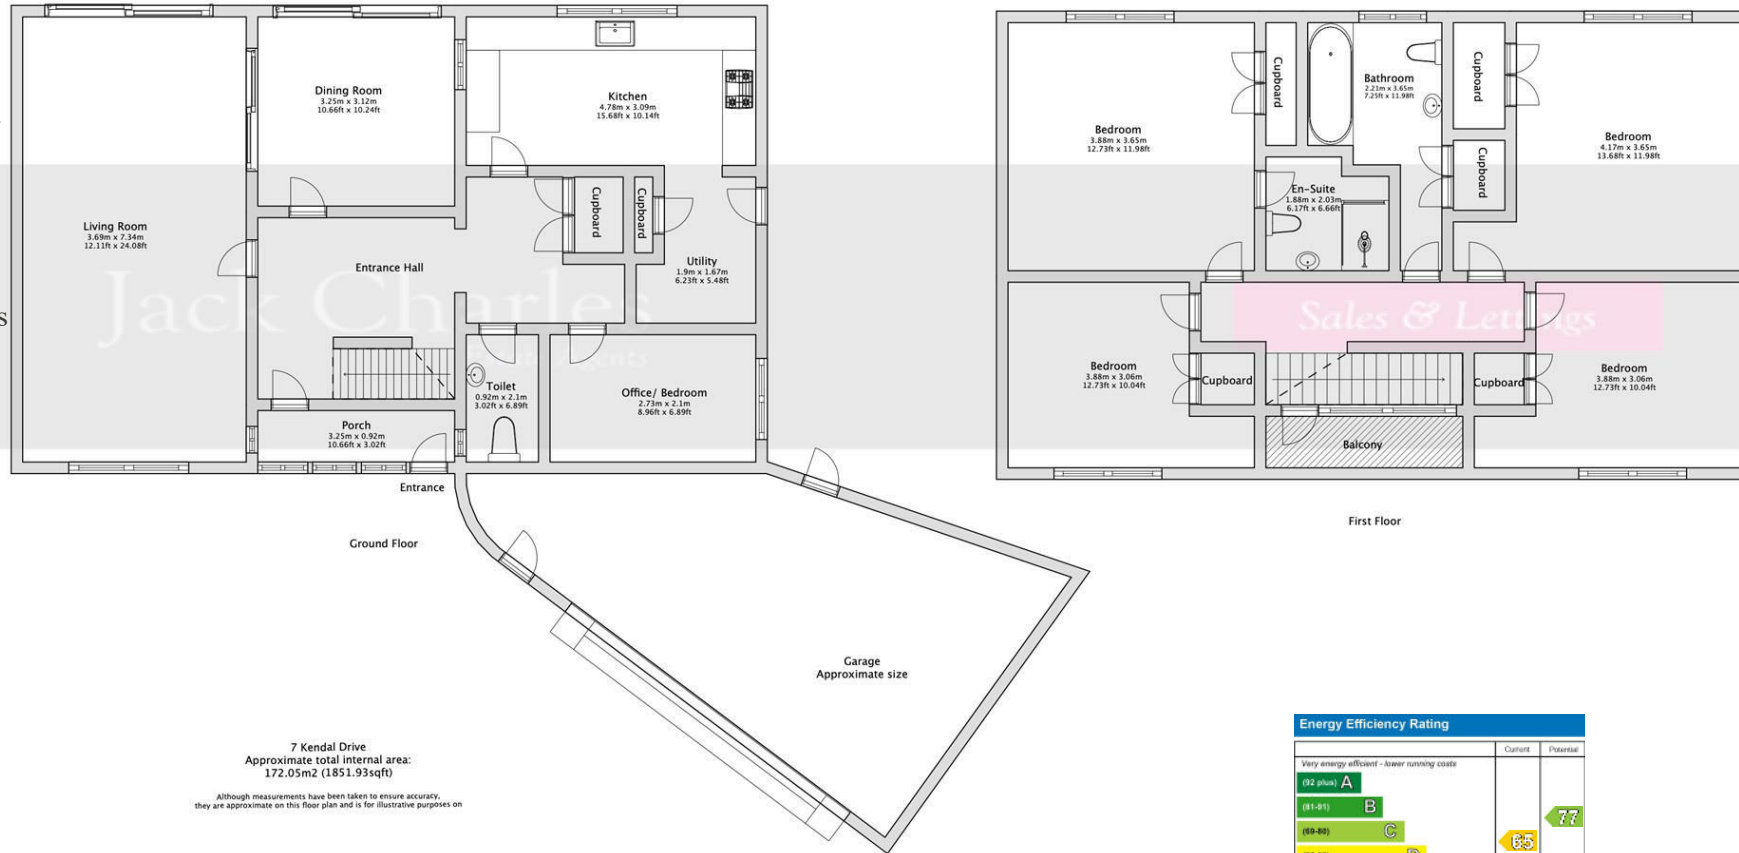 Living Room
3.69m x 7.34m
12.11ft x 24.08ft
Dining Room
3.25m x 3.12m
10.66ft x 10.24ft
Kitchen
4.78m x 3.09m
15.68ft x 10.14ft
Cupboard
Cupboard
Utility
1.9m x 1.67m
6.23ft x 5.48ft
Entrance Hall
Toilet
0.92m x 2.1m
3.02ft x 6.89ft
Office/ Bedroom
2.73m x 2.1m
8.96ft x 6.89ft
Porch
3.25m x 0.92m
10.66ft x 3.02ft
Entrance
Ground Floor
Garage
Approximate size
Jack Charles
Estate Agents
Sales & Lettings
s
Bedroom
3.88m x 3.65m
12.73ft x 11.98ft
Cupboard
Bathroom
2.21m x 3.65m
7.25ft x 11.98ft
Cupboard
Cupboard
Bedroom
4.17m x 3.65m
13.68ft x 11.98ft
En-Suite
1.88m x 2.03m
6.17ft x 6.66ft
Bedroom
3.88m x 3.06m
12.73ft x 10.04ft
Cupboard
Cupboard
Bedroom
3.88m x 3.06m
12.73ft x 10.04ft
Balcony
First Floor
7 Kendal Drive
Approximate total internal area:
172.05m2 (1851.93sqft)
Although measurements have been taken to ensure accuracy,
they are approximate on this floor plan and is for illustrative purposes on
Energy Efficiency Rating
Current Potential
Very energy efficient - lower running costs
(92 plus) A
(81-91) B
77
(69-80) C
65